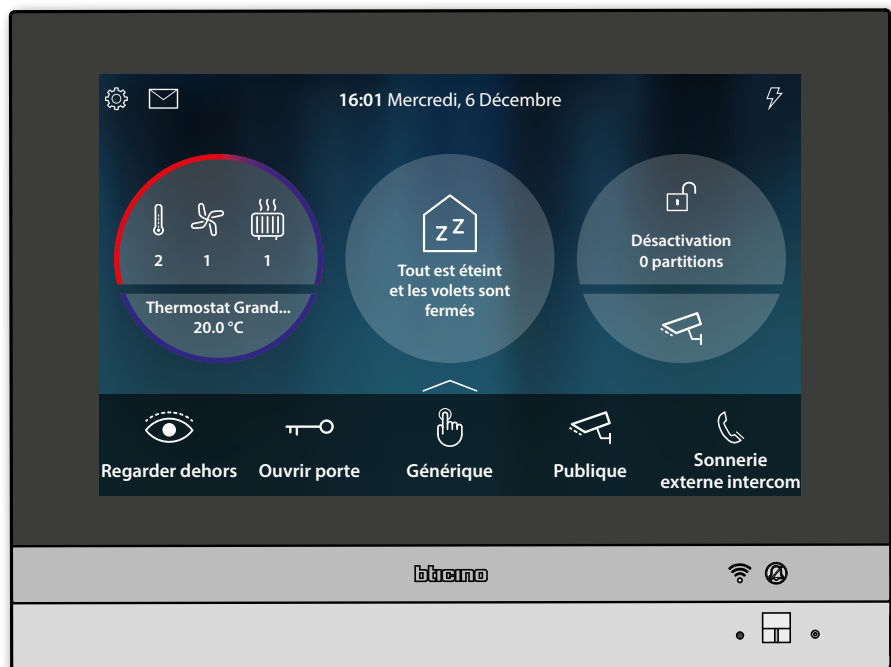 16:01 Mercredi, 6 Décembre
2 1 1
Thermostat Grand...
20.0 °C
zz
Tout est éteint
et les volets sont
fermés
Désactivation
0 partitions
Regarder dehors
Ouvrir porte
Générique
Publique
Sonnerie
externe intercom
bticino